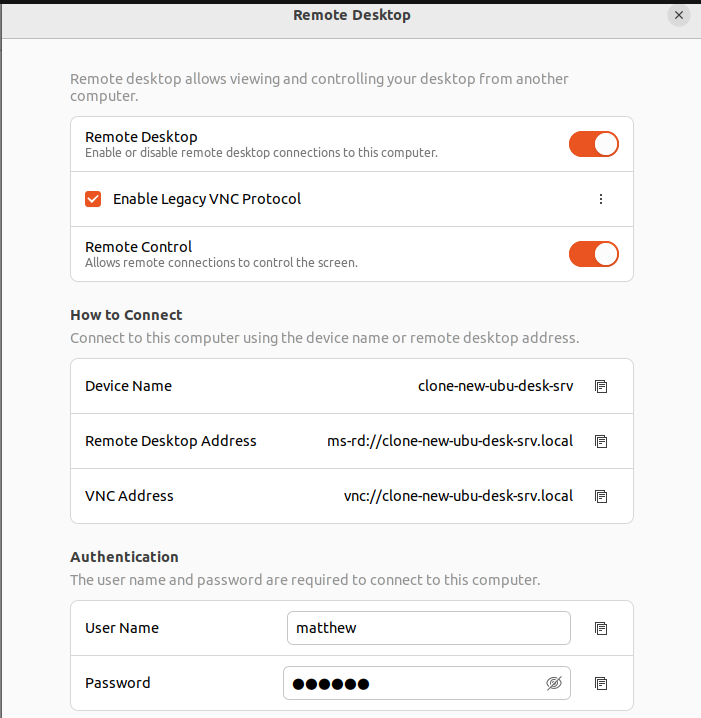 Remote Desktop
Remote desktop allows viewing and controlling your desktop from another
computer.
Remote Desktop
Enable or disable remote desktop connections to this computer.
Enable Legacy VNC Protocol
Remote Control
Allows remote connections to control the screen.
How to Connect
Connect to this computer using the device name or remote desktop address.
Device Name clone-new-ubu-desk-srv
Remote Desktop Address ms-rd://clone-new-ubu-desk-srv.local
VNC Address vnc://clone-new-ubu-desk-srv.local
Authentication
The user name and password are required to connect to this computer.
User Name matthew
Password ●●●●●●